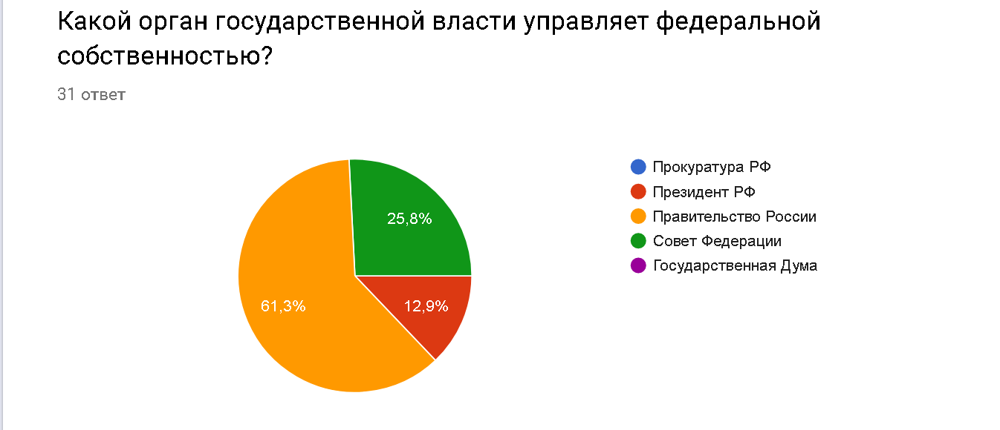 Какой орган государственной власти управляет федеральной
собственностью?
31 ответ
25,8%
61,3%
12,9%
Прокуратура РФ
Президент РФ
Правительство России
Совет Федерации
Государственная Дума